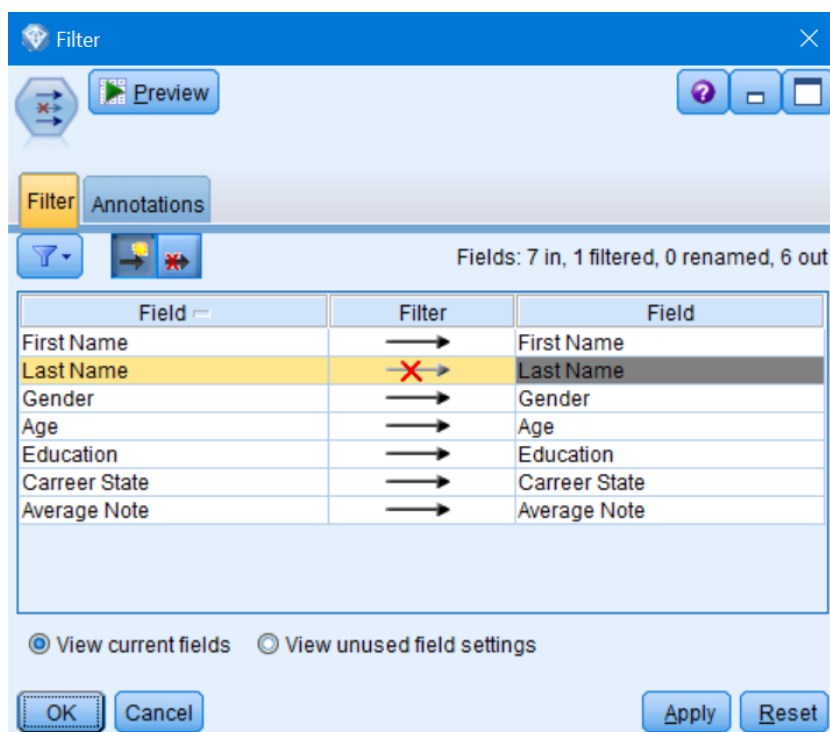 Filter
Preview
Filter Annotations
Fields: 7 in, 1 filtered, 0 renamed, 6 out
Field Filter Field
First Name First Name
Last Name Last Name
Gender Gender
Age Age
Education Education
Carreer State Carreer State
Average Note Average Note
View current fields View unused field settings
OK Cancel Apply Reset